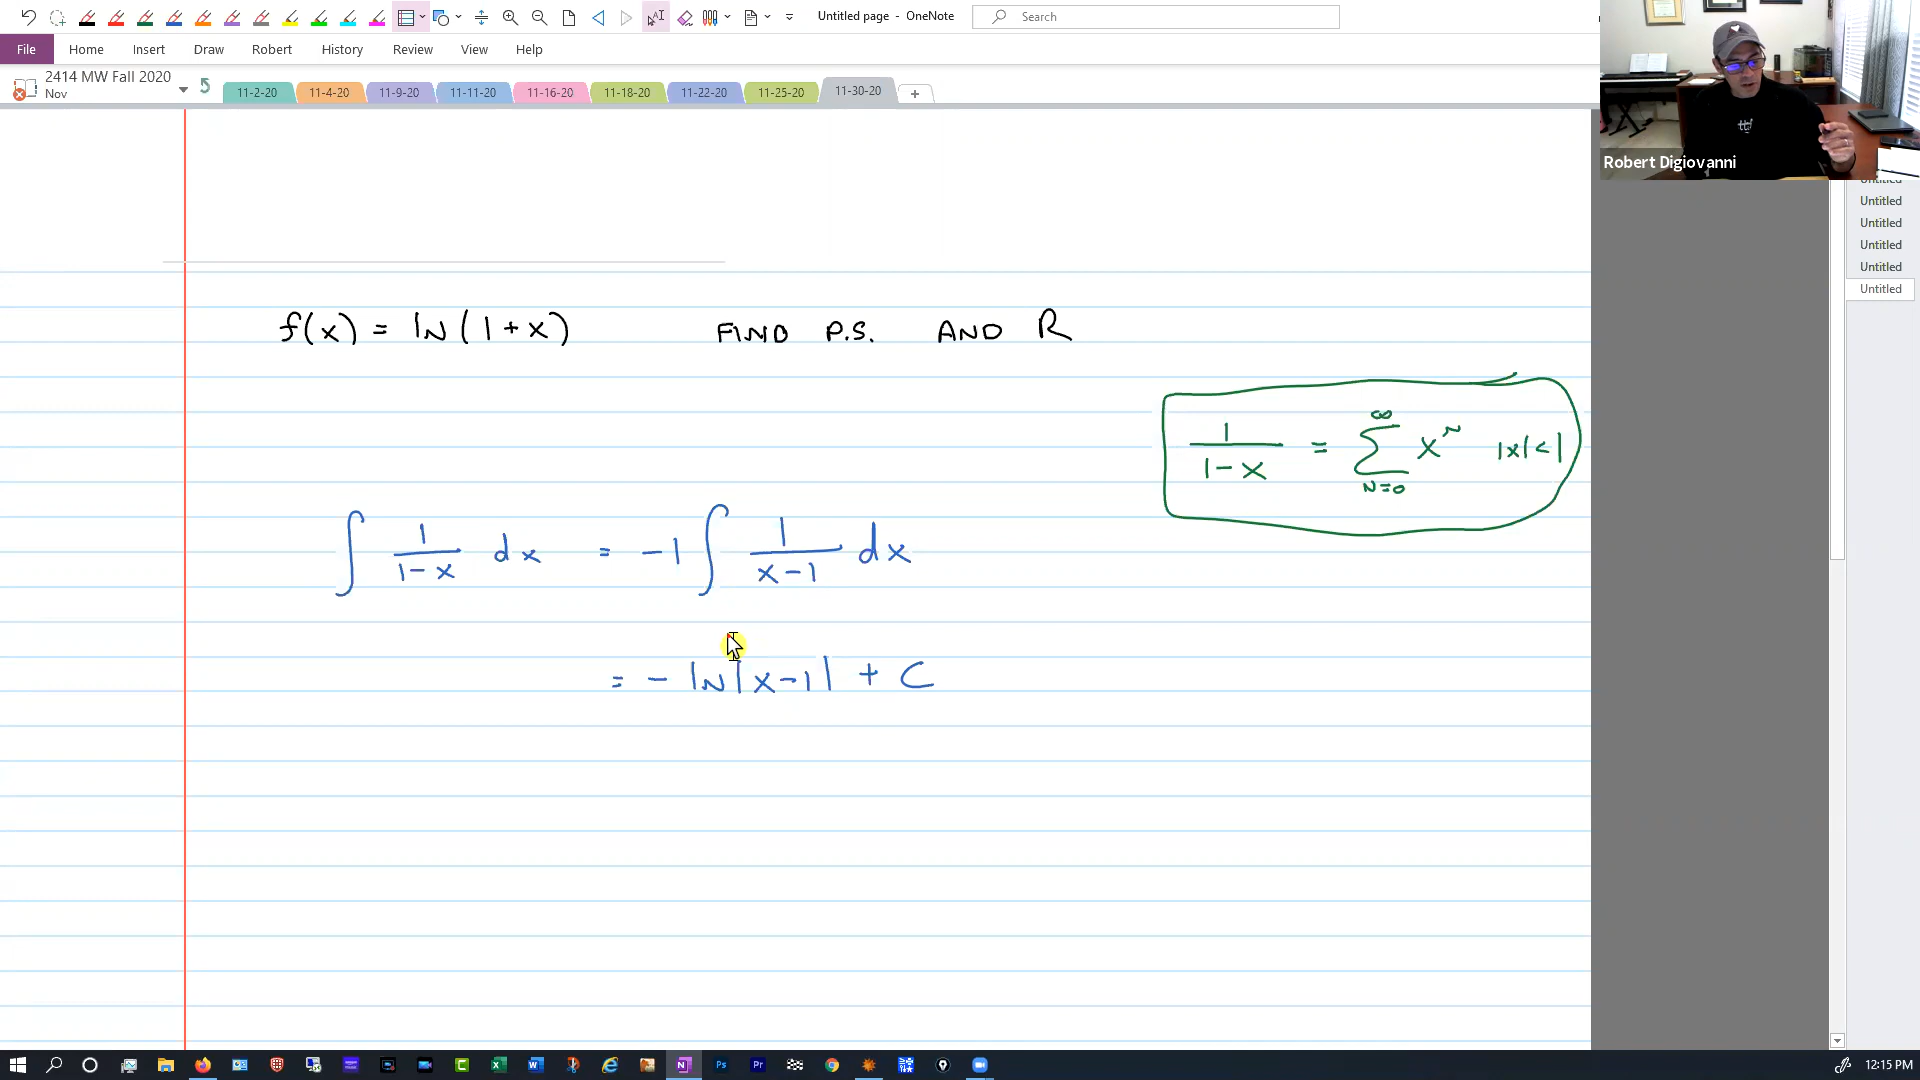 Untitled page - OneNote
Search
File Home Insert Draw Robert History Review View Help
2414 MW Fall 2020
Nov
11-2-20 11-4-20 11-9-20 11-11-20 11-16-20 11-18-20 11-22-20 11-25-20 11-30-20 +
Robert Digiovanni
Untitled
Untitled
Untitled
Untitled
Untitled
Untitled
f(x) = ln(1+x) FIND P.S. AND R
1/(1-x) = ∑_{N=0}^{∞} x^N |x|<1
∫ 1/(1-x) dx = -1 ∫ 1/(x-1) dx
= - ln|x-1| + C
12:15 PM